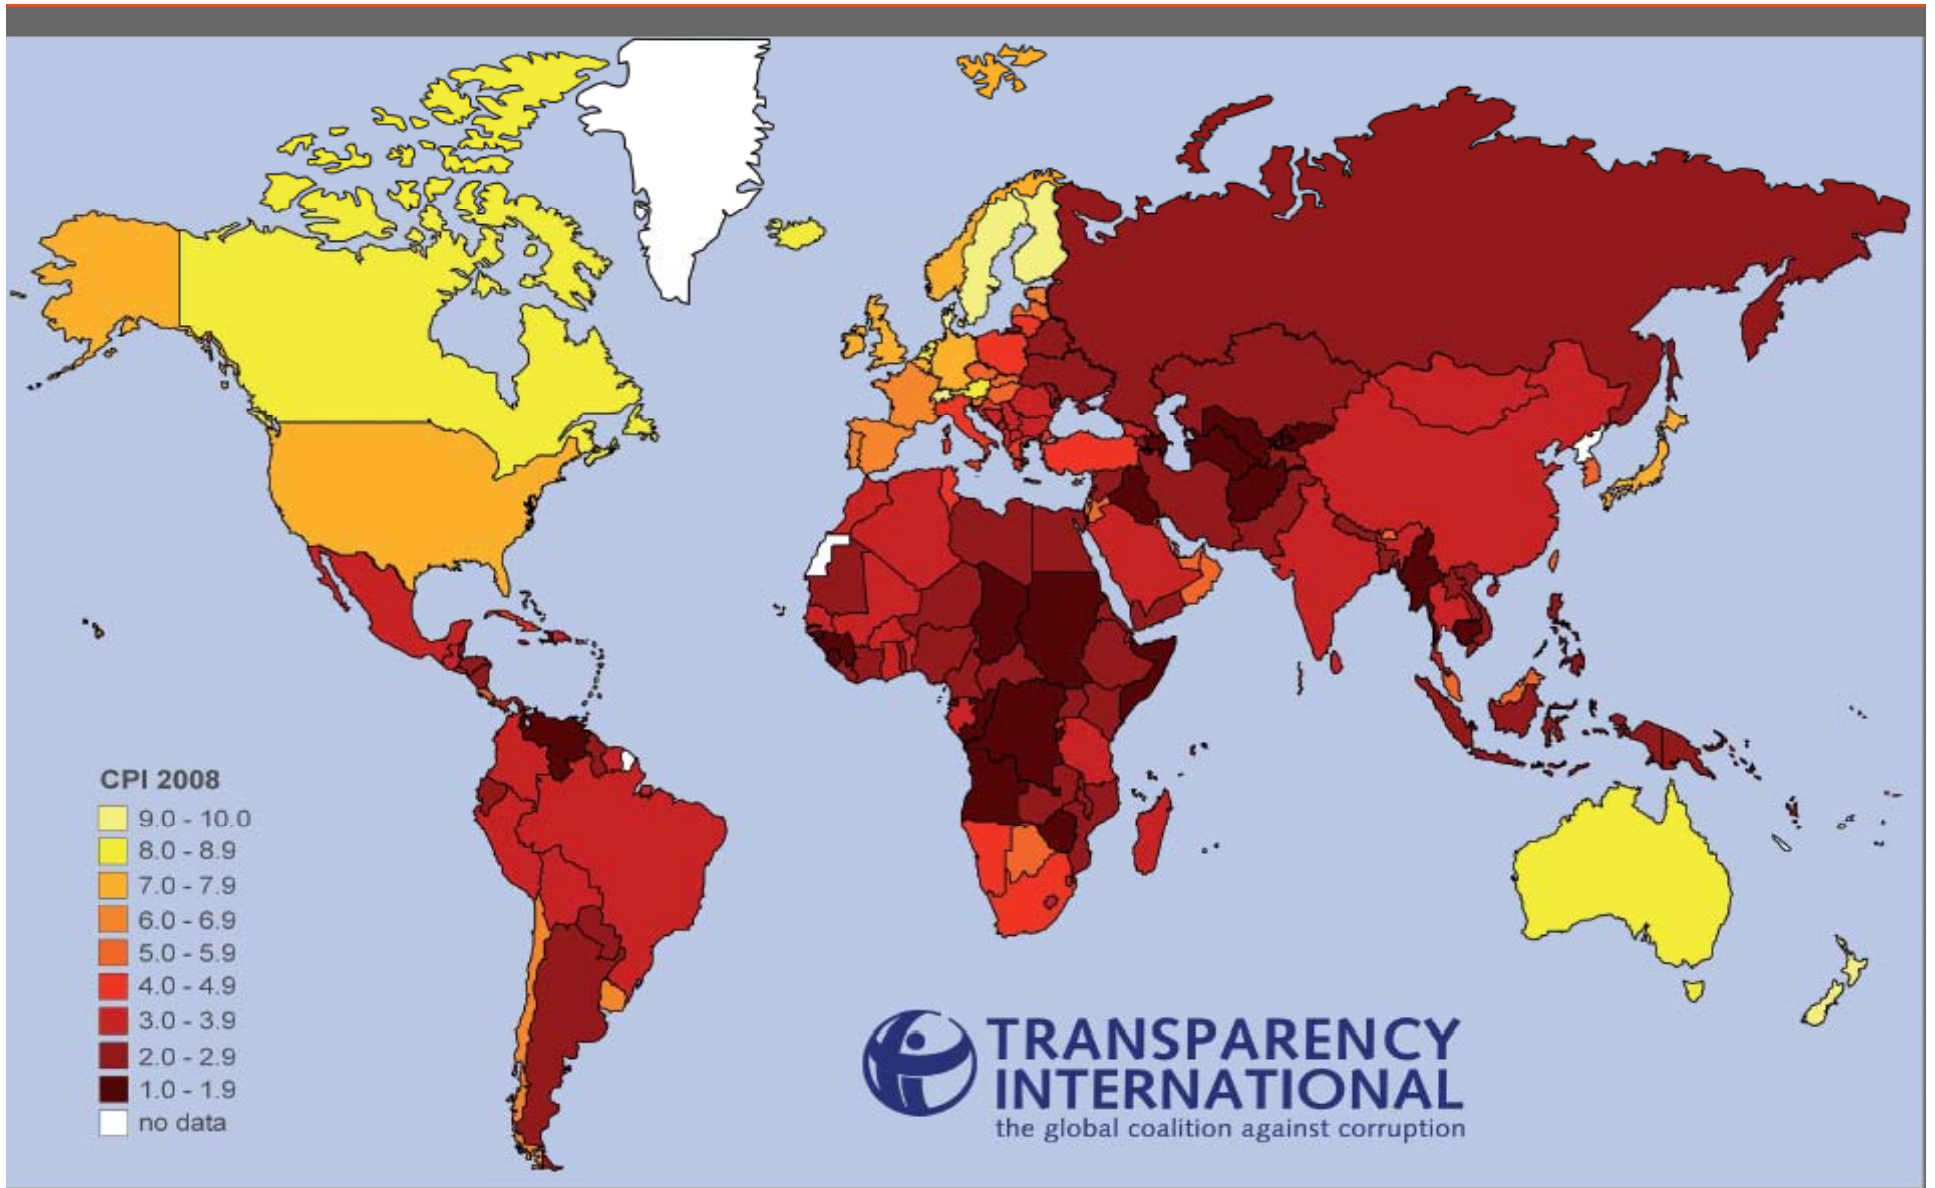 CPI 2008
9.0 - 10.0
8.0 - 8.9
7.0 - 7.9
6.0 - 6.9
5.0 - 5.9
4.0 - 4.9
3.0 - 3.9
2.0 - 2.9
1.0 - 1.9
no data
TRANSPARENCY
INTERNATIONAL
the global coalition against corruption